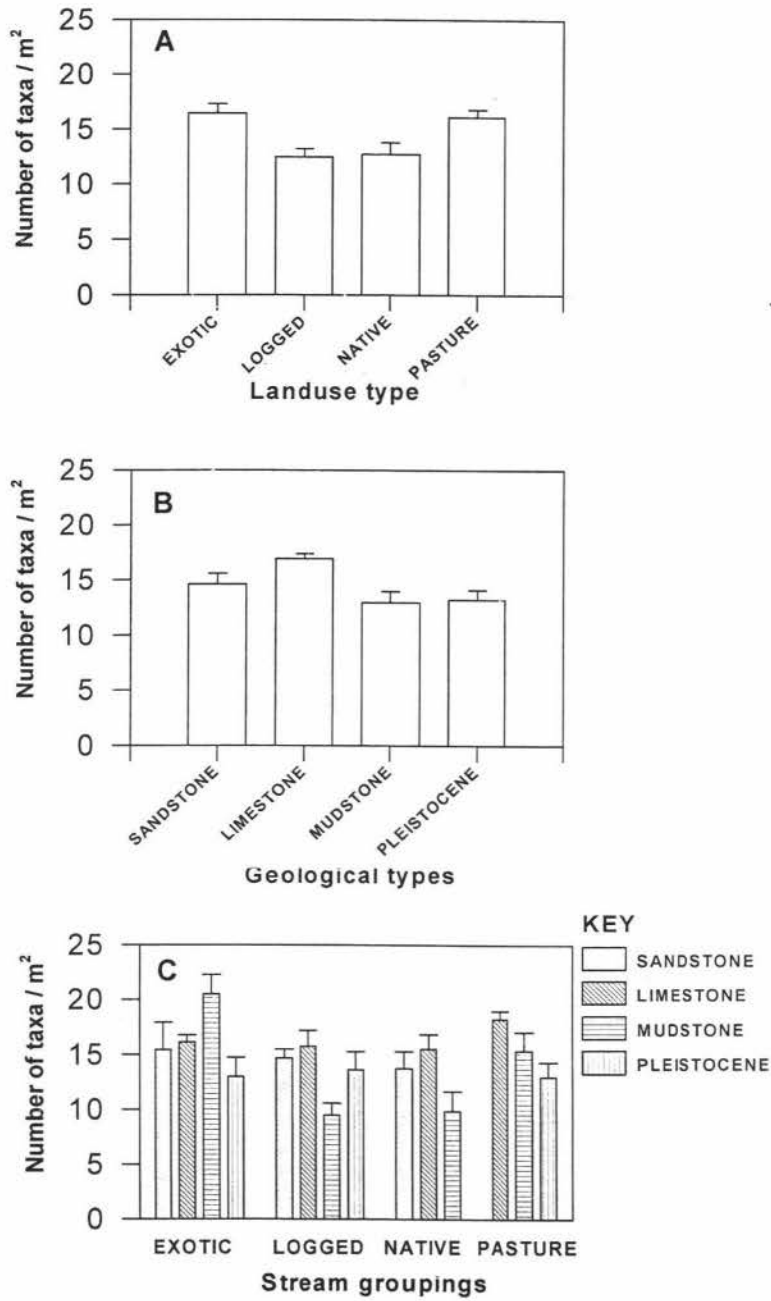 A
Number of taxa / m²
25
20
15
10
5
0
EXOTIC
LOGGED
NATIVE
PASTURE
Landuse type
B
Number of taxa / m²
25
20
15
10
5
0
SANDSTONE
LIMESTONE
MUDSTONE
PLEISTOCENE
Geological types
C
Number of taxa / m²
25
20
15
10
5
0
EXOTIC LOGGED NATIVE PASTURE
Stream groupings
KEY
SANDSTONE
LIMESTONE
MUDSTONE
PLEISTOCENE